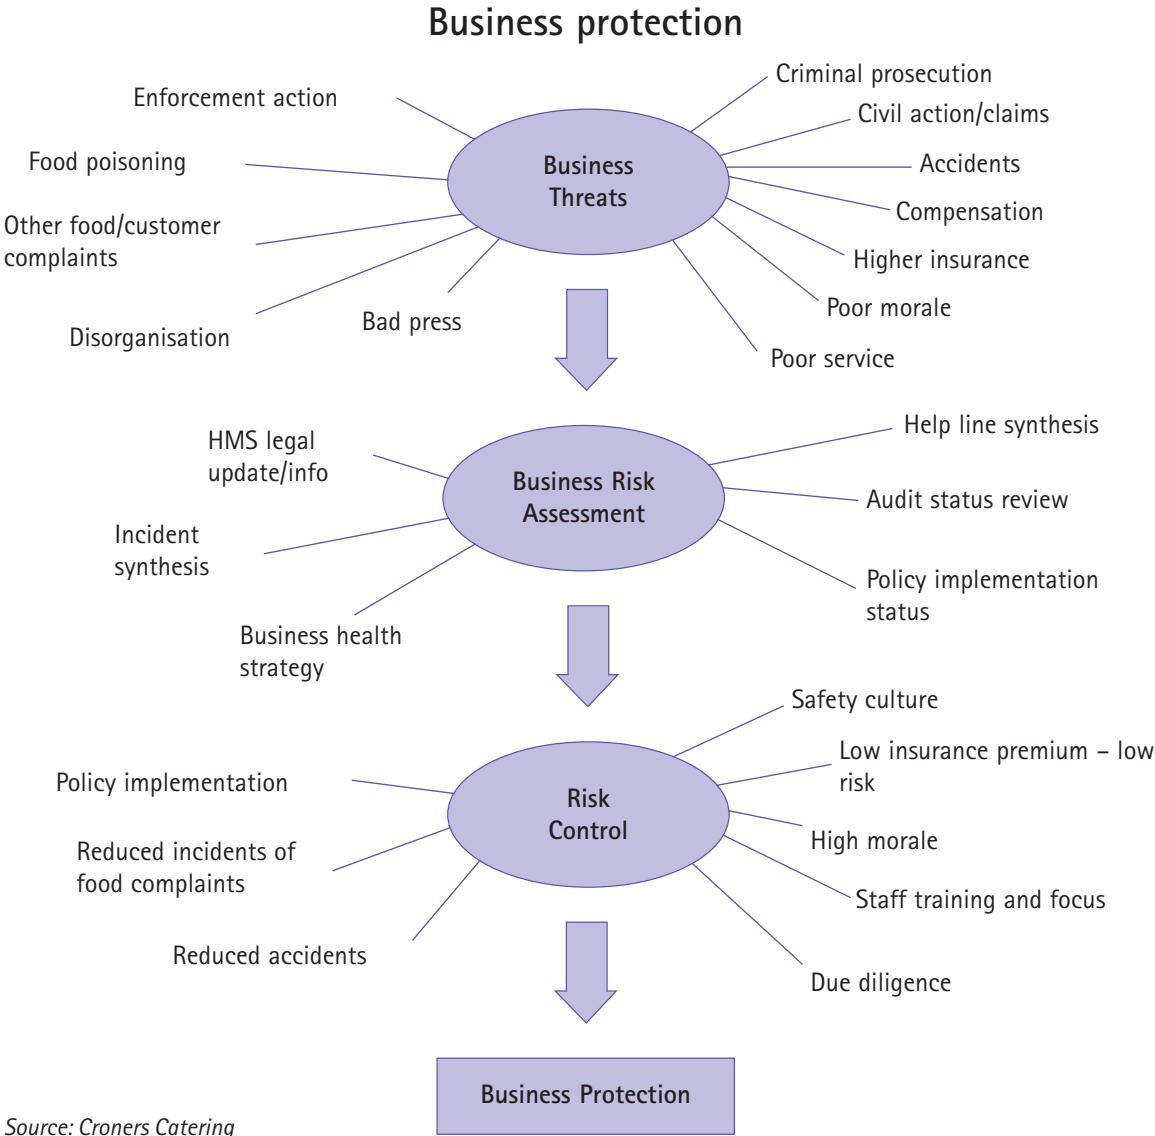 Business protection
Criminal prosecution
Enforcement action
Civil action/claims
Food poisoning
Business
Threats
Accidents
Compensation
Other food/customer
complaints
Higher insurance
Poor morale
Bad press
Disorganisation
Poor service
Help line synthesis
HMS legal
update/info
Business Risk
Assessment
Audit status review
Incident
synthesis
Policy implementation
status
Business health
strategy
Safety culture
Low insurance premium – low
risk
Policy implementation
Risk
Control
High morale
Reduced incidents of
food complaints
Staff training and focus
Reduced accidents
Due diligence
Business Protection
Source: Croners Catering